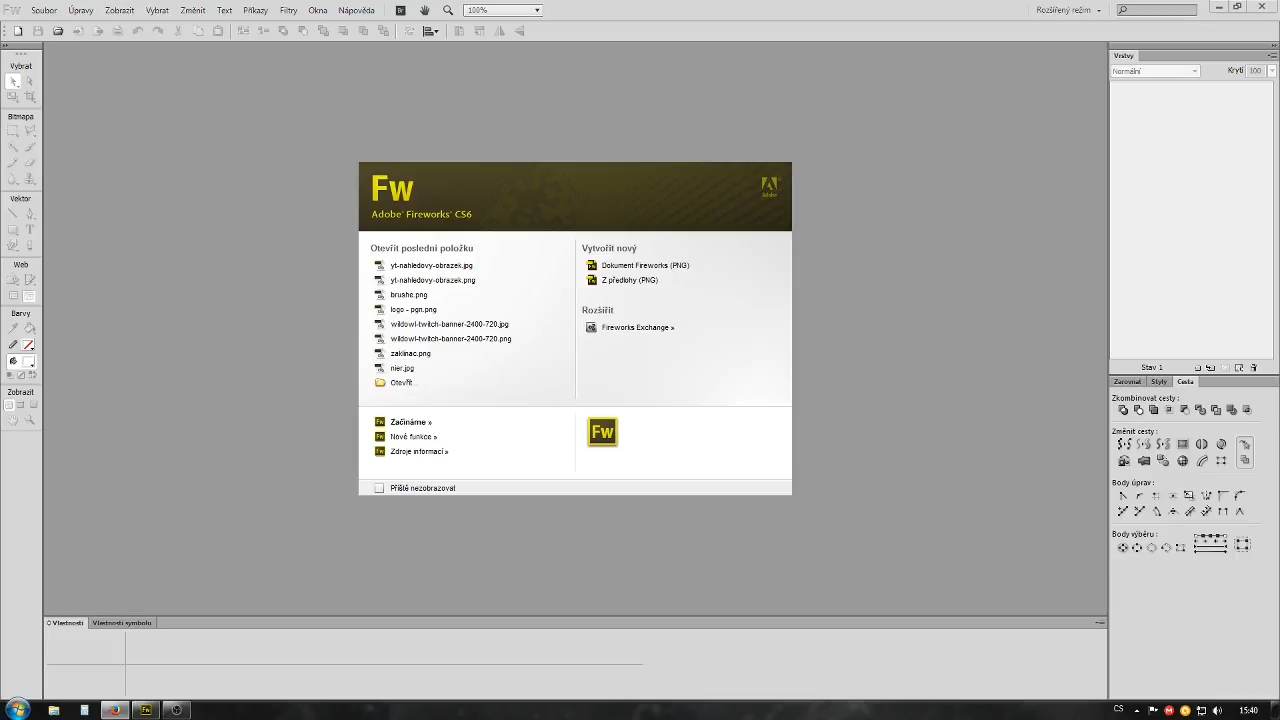 Fw Soubor Úpravy Zobrazit Vybrat Změnit Text Příkazy Filtry Okna Nápověda Br 100% Rozšířený režim
Vybrat
Bitmapa
Vektor
Web
Barvy
Zobrazit
Fw
Adobe® Fireworks® CS6
Adobe
Otevřít poslední položku
yt-nahledovy-obrazek.jpg
yt-nahledovy-obrazek.png
brushe.png
logo - pgn.png
wildowl-twitch-banner-2400-720.jpg
wildowl-twitch-banner-2400-720.png
zaklinac.png
nier.jpg
Otevřít...
Vytvořit nový
Dokument Fireworks (PNG)
Z předlohy (PNG)
Rozšířit
Fireworks Exchange »
Začínáme »
Nové funkce »
Zdroje informací »
Fw
Příště nezobrazovat
Vrstvy
Normální Krytí 100
Stav 1
Zarovnat Styly Cesta
Zkombinovat cesty :
Změnit cesty :
Body úprav :
Body výběru :
Vlastnosti Vlastnosti symbolu
Fw CS 15:40